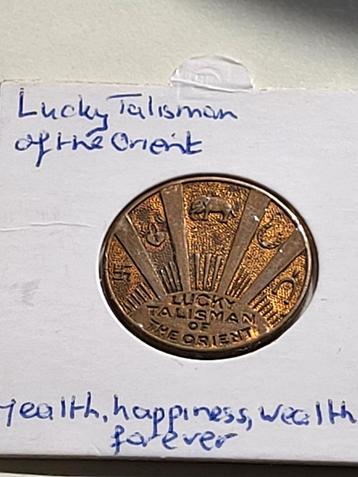 Lucky Talisman
of the Orient
LUCKY
TALISMAN
OF
THE ORIENT
health, happiness, wealth
forever